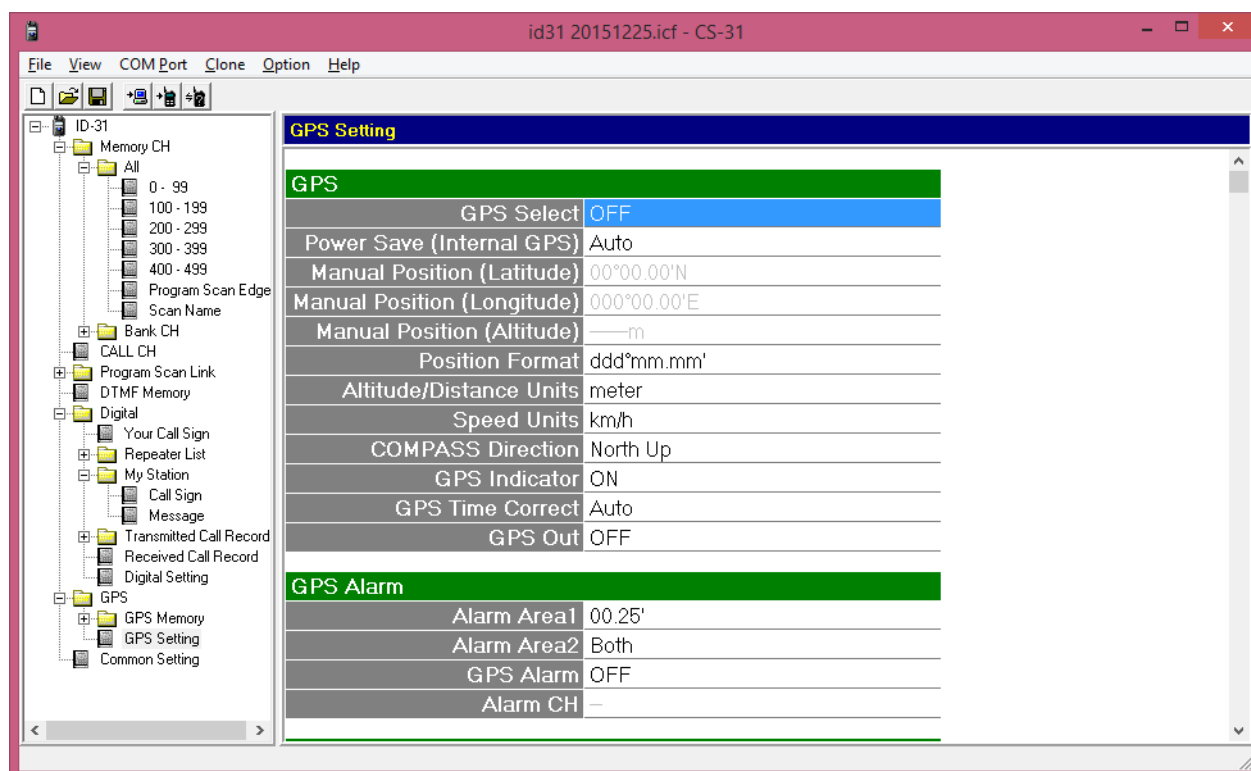 id31 20151225.icf - CS-31
File View COM Port Clone Option Help
ID-31
Memory CH
All
0 - 99
100 - 199
200 - 299
300 - 399
400 - 499
Program Scan Edge
Scan Name
Bank CH
CALL CH
Program Scan Link
DTMF Memory
Digital
Your Call Sign
Repeater List
My Station
Call Sign
Message
Transmitted Call Record
Received Call Record
Digital Setting
GPS
GPS Memory
GPS Setting
Common Setting
GPS Setting
GPS
GPS Select OFF
Power Save (Internal GPS) Auto
Manual Position (Latitude) 00°00.00'N
Manual Position (Longitude) 000°00.00'E
Manual Position (Altitude) ——m
Position Format ddd°mm.mm'
Altitude/Distance Units meter
Speed Units km/h
COMPASS Direction North Up
GPS Indicator ON
GPS Time Correct Auto
GPS Out OFF
GPS Alarm
Alarm Area1 00.25'
Alarm Area2 Both
GPS Alarm OFF
Alarm CH –